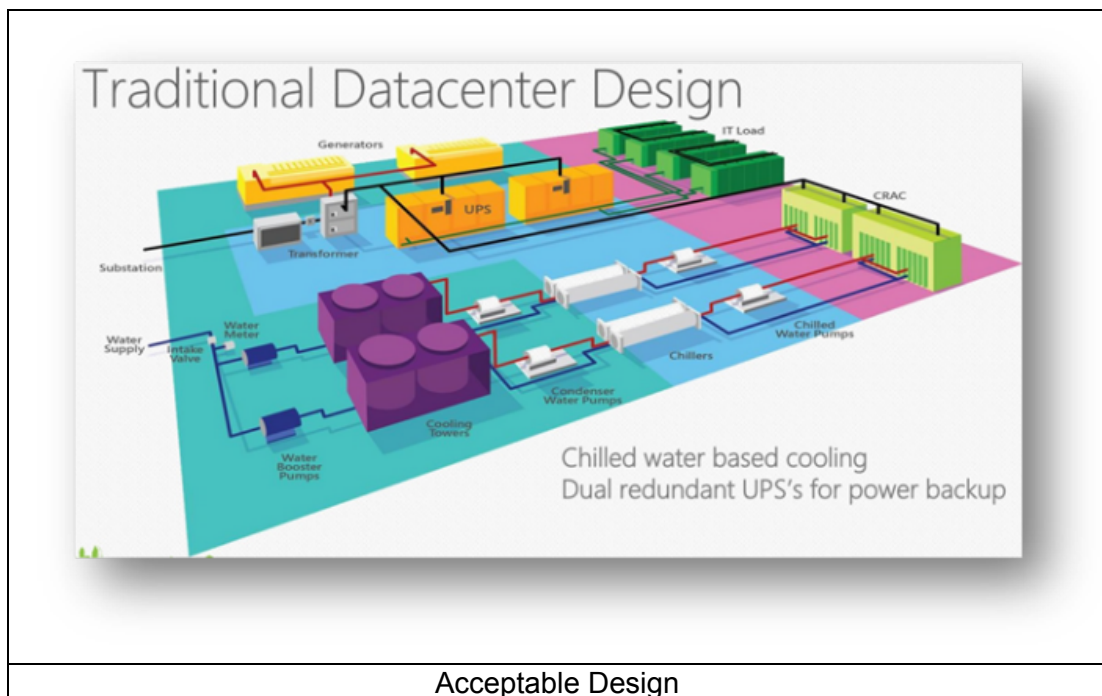 Traditional Datacenter Design
Generators
IT Load
UPS
CRAC
Substation
Transformer
Water
Supply
Intake
Valve
Water
Meter
Chilled
Water Pumps
Chillers
Condenser
Water Pumps
Cooling
Towers
Water
Booster
Pumps
Chilled water based cooling
Dual redundant UPS's for power backup
Acceptable Design